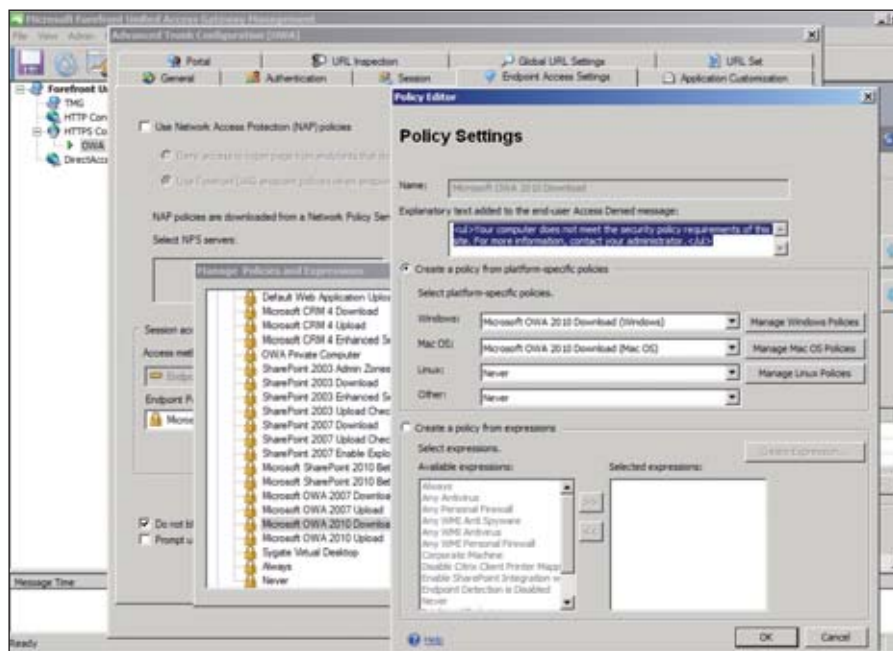 Microsoft Forefront Unified Access Gateway Management
File View Admin
Advanced Trunk Configuration [OWA]
Portal
URL Inspection
Global URL Settings
URL Set
General
Authentication
Session
Endpoint Access Settings
Application Customization
Forefront U
TMG
HTTP Con
HTTPS Co
OWA
DirectAcce
Use Network Access Protection (NAP) policies
NAP policies are downloaded from a Network Policy Ser
Select NPS servers:
Session acc
Access met
Endpoint P
Micros
Do not bl
Prompt u
Manage Policies and Expressions
Default Web Application Uploa
Microsoft CRM 4 Download
Microsoft CRM 4 Upload
Microsoft CRM 4 Enhanced S
OWA Private Computer
SharePoint 2003 Admin Zones
SharePoint 2003 Download
SharePoint 2003 Enhanced S
SharePoint 2003 Upload Chec
SharePoint 2007 Download
SharePoint 2007 Upload Chec
SharePoint 2007 Enable Explo
Microsoft SharePoint 2010 Bet
Microsoft SharePoint 2010 Bet
Microsoft OWA 2007 Downloa
Microsoft OWA 2007 Upload
Microsoft OWA 2010 Downloa
Microsoft OWA 2010 Upload
Sygate Virtual Desktop
Always
Never
Policy Editor
Policy Settings
Name:
Microsoft OWA 2010 Download
Explanatory text added to the end-user Access Denied message:
<ul>Your computer does not meet the security policy requirements of this
site. For more information, contact your administrator. </ul>
Create a policy from platform-specific policies
Select platform-specific policies.
Windows:
Microsoft OWA 2010 Download (Windows)
Manage Windows Policies
Mac OS:
Microsoft OWA 2010 Download (Mac OS)
Manage Mac OS Policies
Linux:
Never
Manage Linux Policies
Other:
Never
Create a policy from expressions
Select expressions.
Create Expression...
Available expressions:
Selected expressions:
Always
Any Antivirus
Any Personal Firewall
Any WMI Anti Spyware
Any WMI Antivirus
Any WMI Personal Firewall
Corporate Machine
Disable Citrix Client Printer Mapp
Enable SharePoint Integration w
Endpoint Detection is Disabled
Never
>>
<<
Help
OK
Cancel
Message Time
Ready